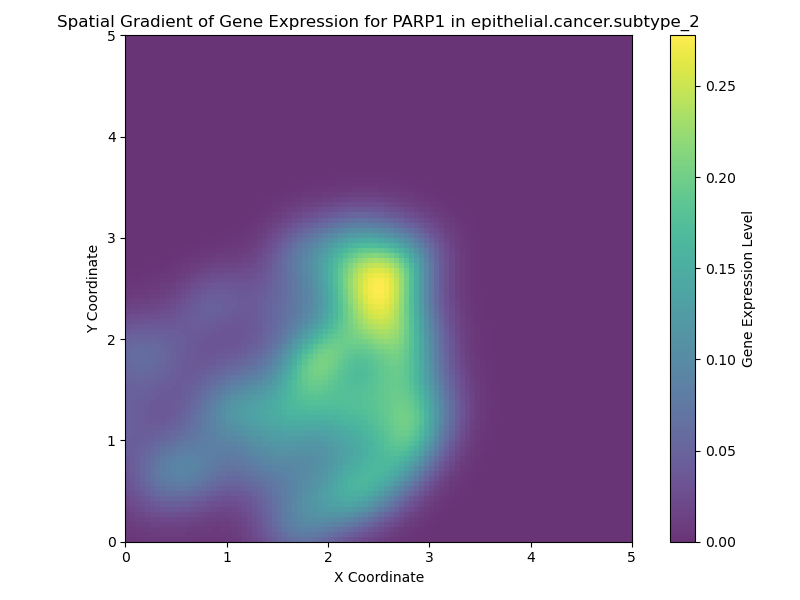 Spatial Gradient of Gene Expression for PARP1 in epithelial.cancer.subtype_2
5
4
3
2
1
0
Y Coordinate
0 1 2 3 4 5
X Coordinate
0.25
0.20
0.15
0.10
0.05
0.00
Gene Expression Level